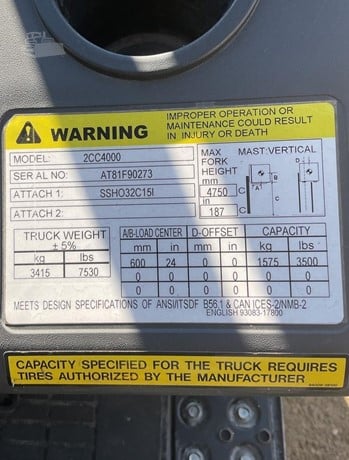 WARNING
IMPROPER OPERATION OR
MAINTENANCE COULD RESULT
IN INJURY OR DEATH
MODEL: 2CC4000
SERIAL NO: AT81F90273
ATTACH 1: SSHO32C15I
ATTACH 2:
MAX FORK HEIGHT
MAST: VERTICAL
mm
4750 C
in
187 C
D
B
A
C
TRUCK WEIGHT
± 5%
kg lbs
3415 7530
A/B-LOAD CENTER D-OFFSET CAPACITY
mm in mm in kg lbs
600 24 0 0 1575 3500
0 0 0 0 0 0
0 0 0 0 0 0
MEETS DESIGN SPECIFICATIONS OF ANSI/ITSDF B56.1 & CAN ICES-2/NMB-2
ENGLISH 93083-17800
CAPACITY SPECIFIED FOR THE TRUCK REQUIRES
TIRES AUTHORIZED BY THE MANUFACTURER